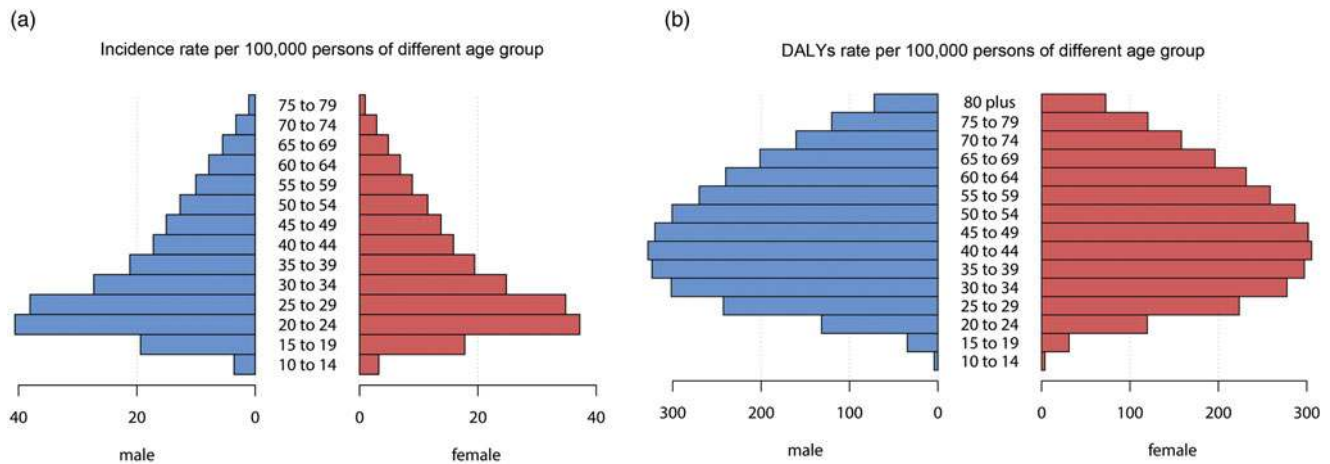 (a)
Incidence rate per 100,000 persons of different age group
75 to 79
70 to 74
65 to 69
60 to 64
55 to 59
50 to 54
45 to 49
40 to 44
35 to 39
30 to 34
25 to 29
20 to 24
15 to 19
10 to 14
40 20 0
0 20 40
male
female
(b)
DALYs rate per 100,000 persons of different age group
80 plus
75 to 79
70 to 74
65 to 69
60 to 64
55 to 59
50 to 54
45 to 49
40 to 44
35 to 39
30 to 34
25 to 29
20 to 24
15 to 19
10 to 14
300 200 100 0
0 100 200 300
male
female